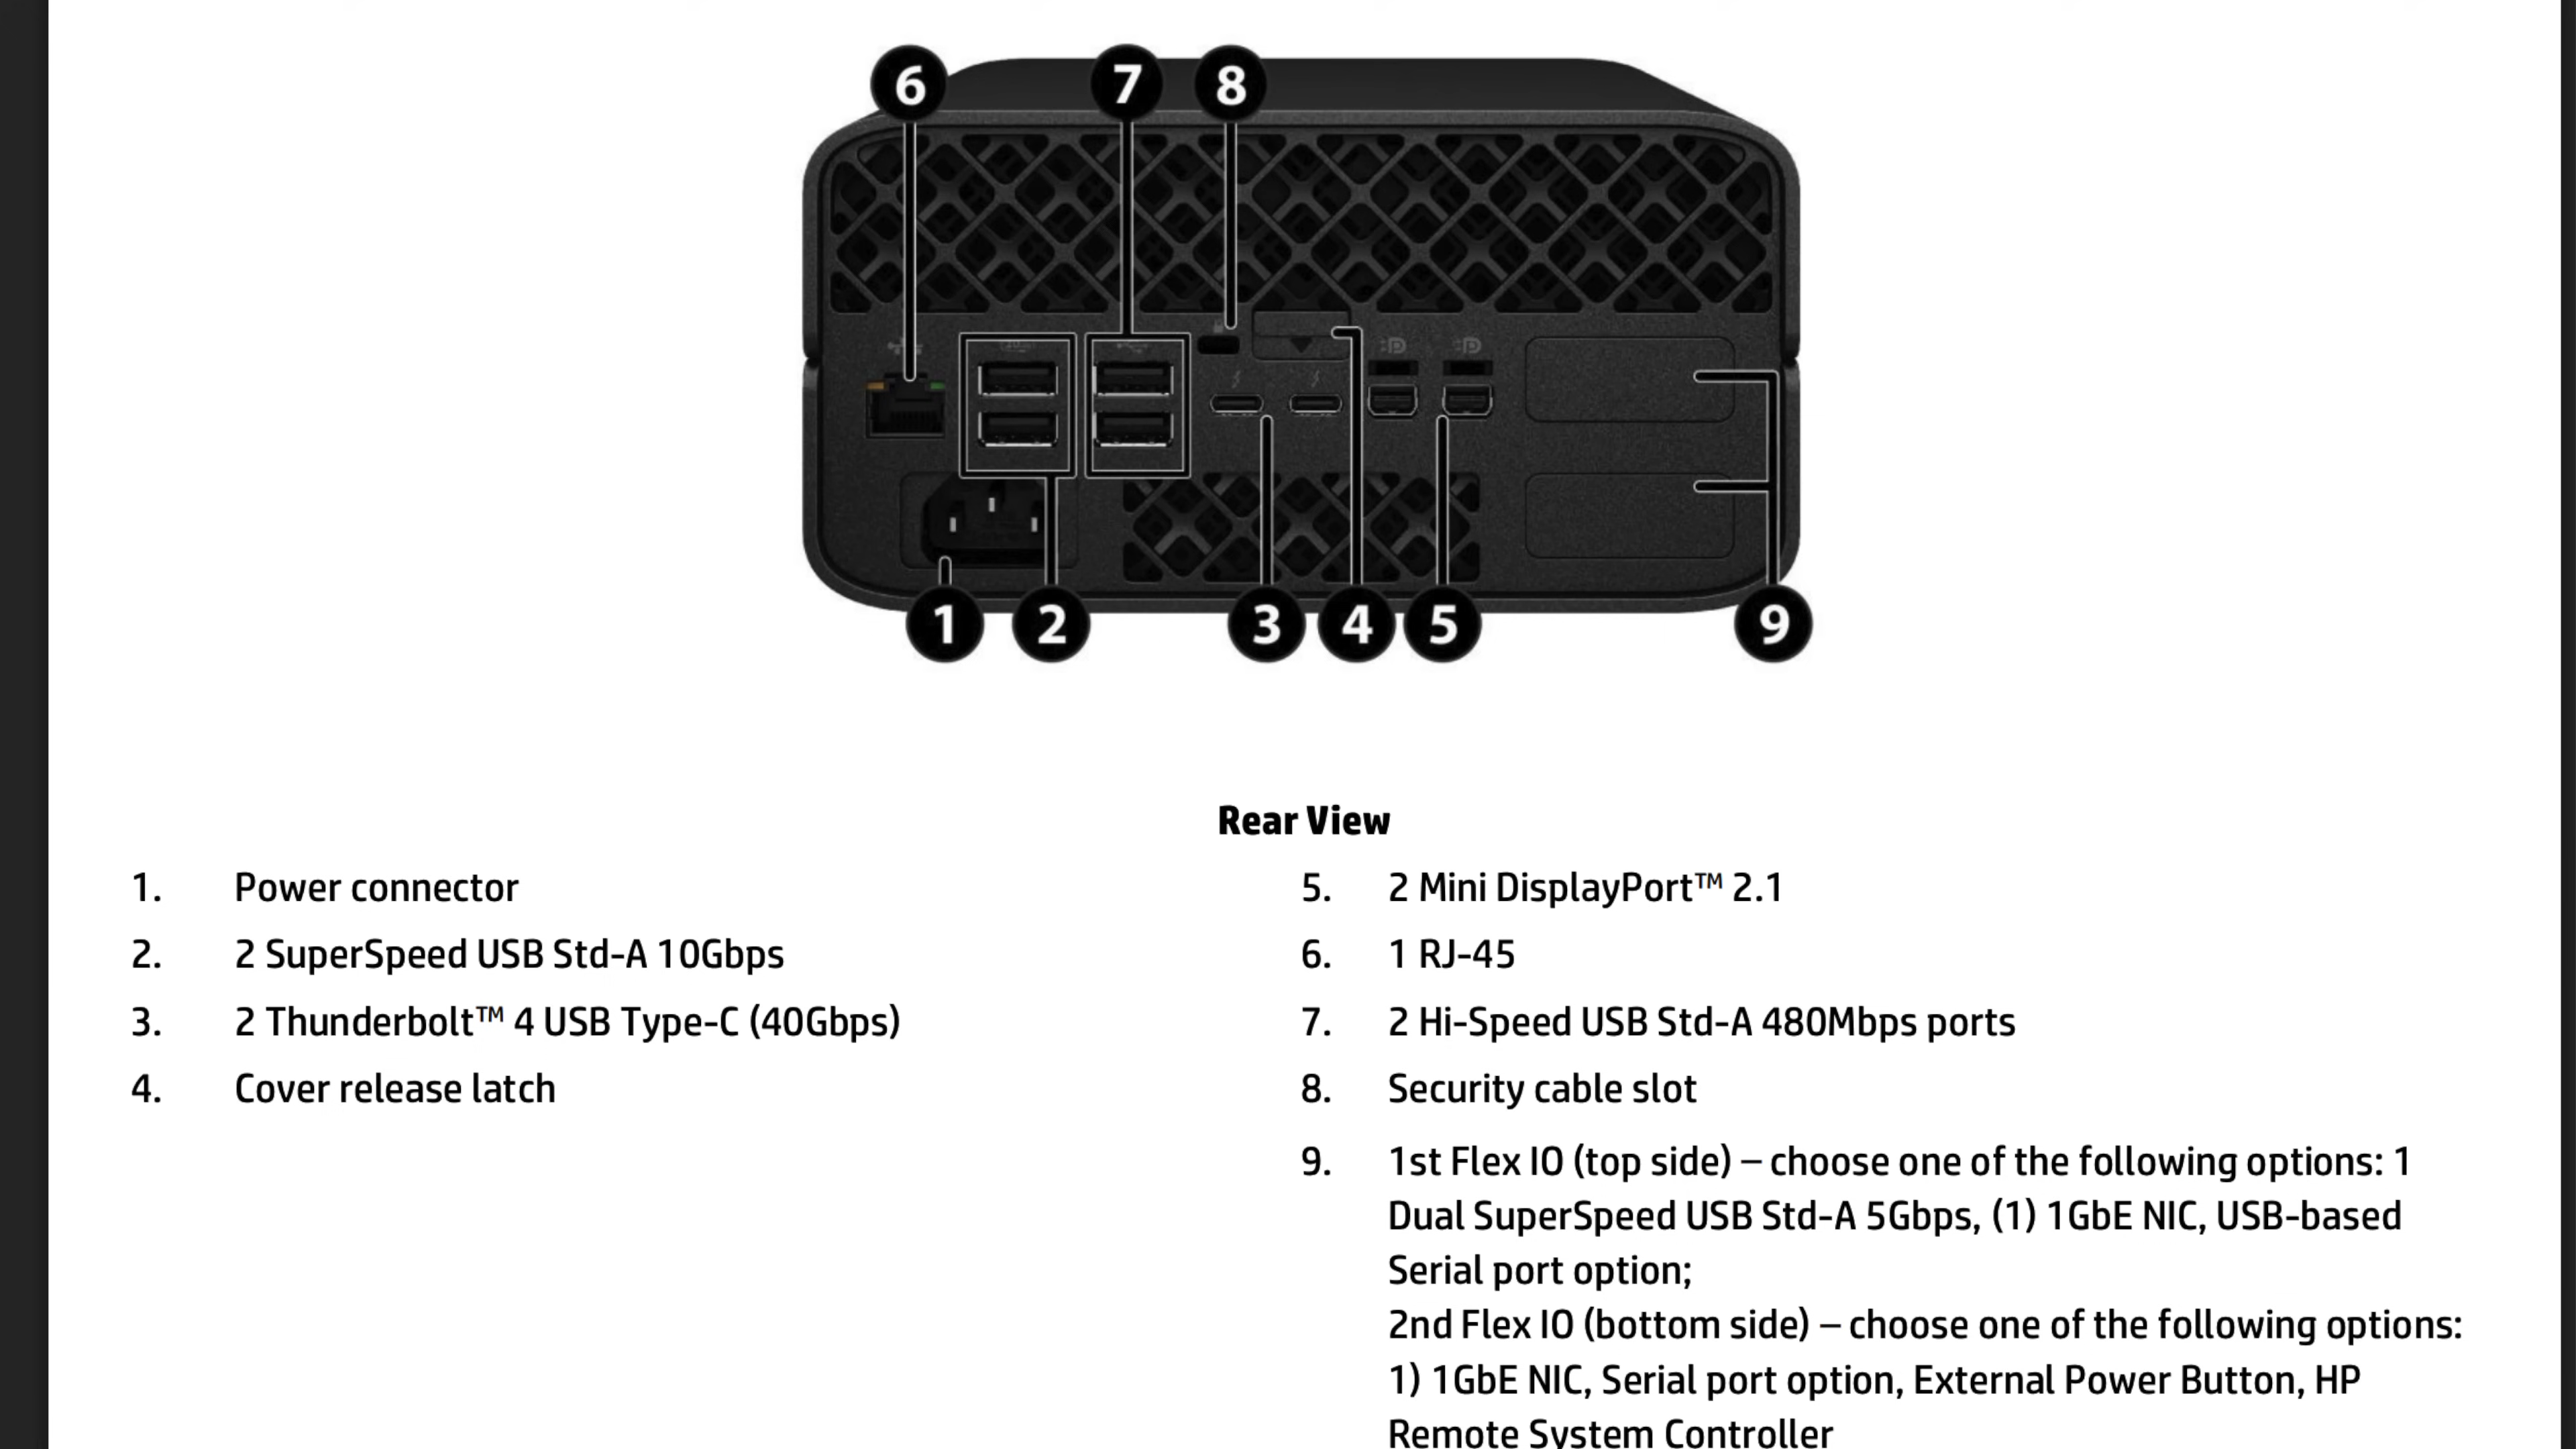 6 7 8
1 2 3 4 5 9
Rear View
1. Power connector
2. 2 SuperSpeed USB Std-A 10Gbps
3. 2 Thunderbolt™ 4 USB Type-C (40Gbps)
4. Cover release latch
5. 2 Mini DisplayPort™ 2.1
6. 1 RJ-45
7. 2 Hi-Speed USB Std-A 480Mbps ports
8. Security cable slot
9. 1st Flex IO (top side) – choose one of the following options: 1
Dual SuperSpeed USB Std-A 5Gbps, (1) 1GbE NIC, USB-based
Serial port option;
2nd Flex IO (bottom side) – choose one of the following options:
1) 1GbE NIC, Serial port option, External Power Button, HP
Remote System Controller